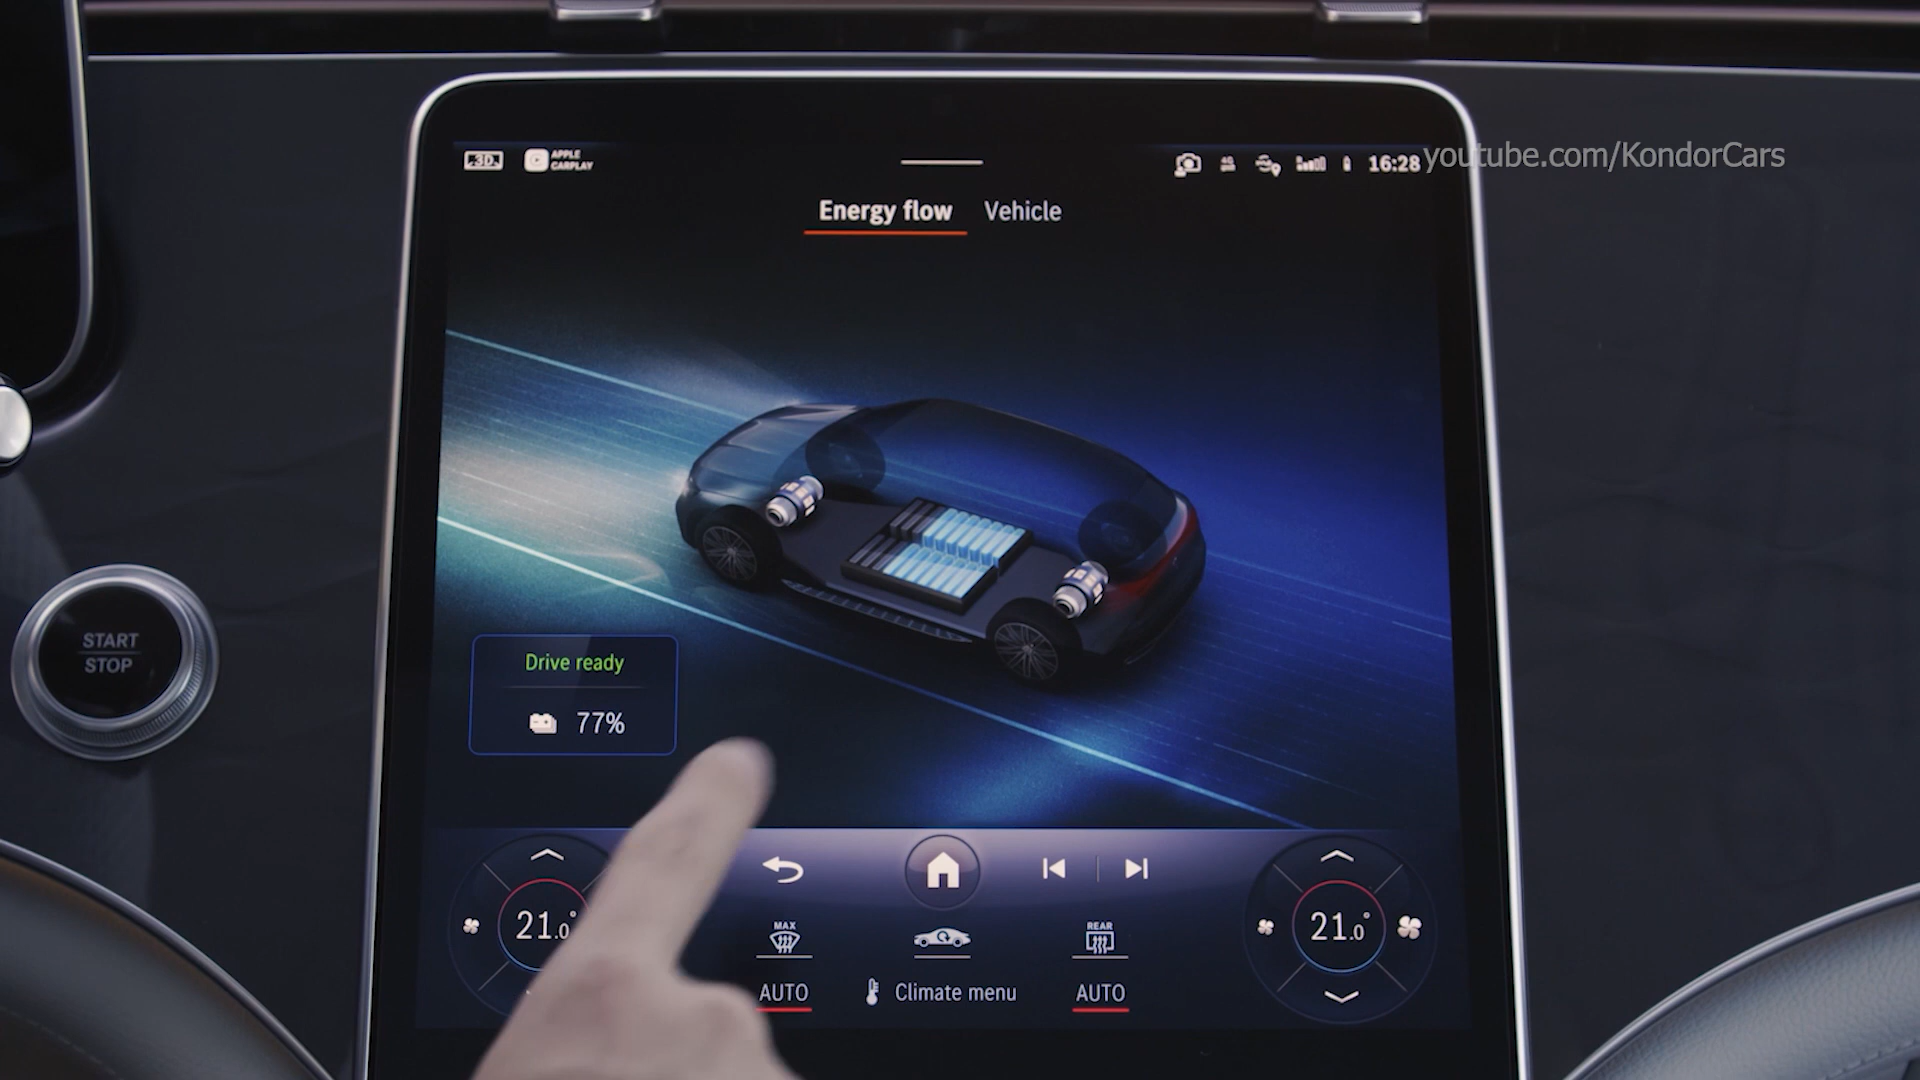 3D
APPLE
CARPLAY
4G
16:28
youtube.com/KondorCars
Energy flow
Vehicle
START
STOP
Drive ready
77%
21.0°
MAX
REAR
21.0°
AUTO
Climate menu
AUTO